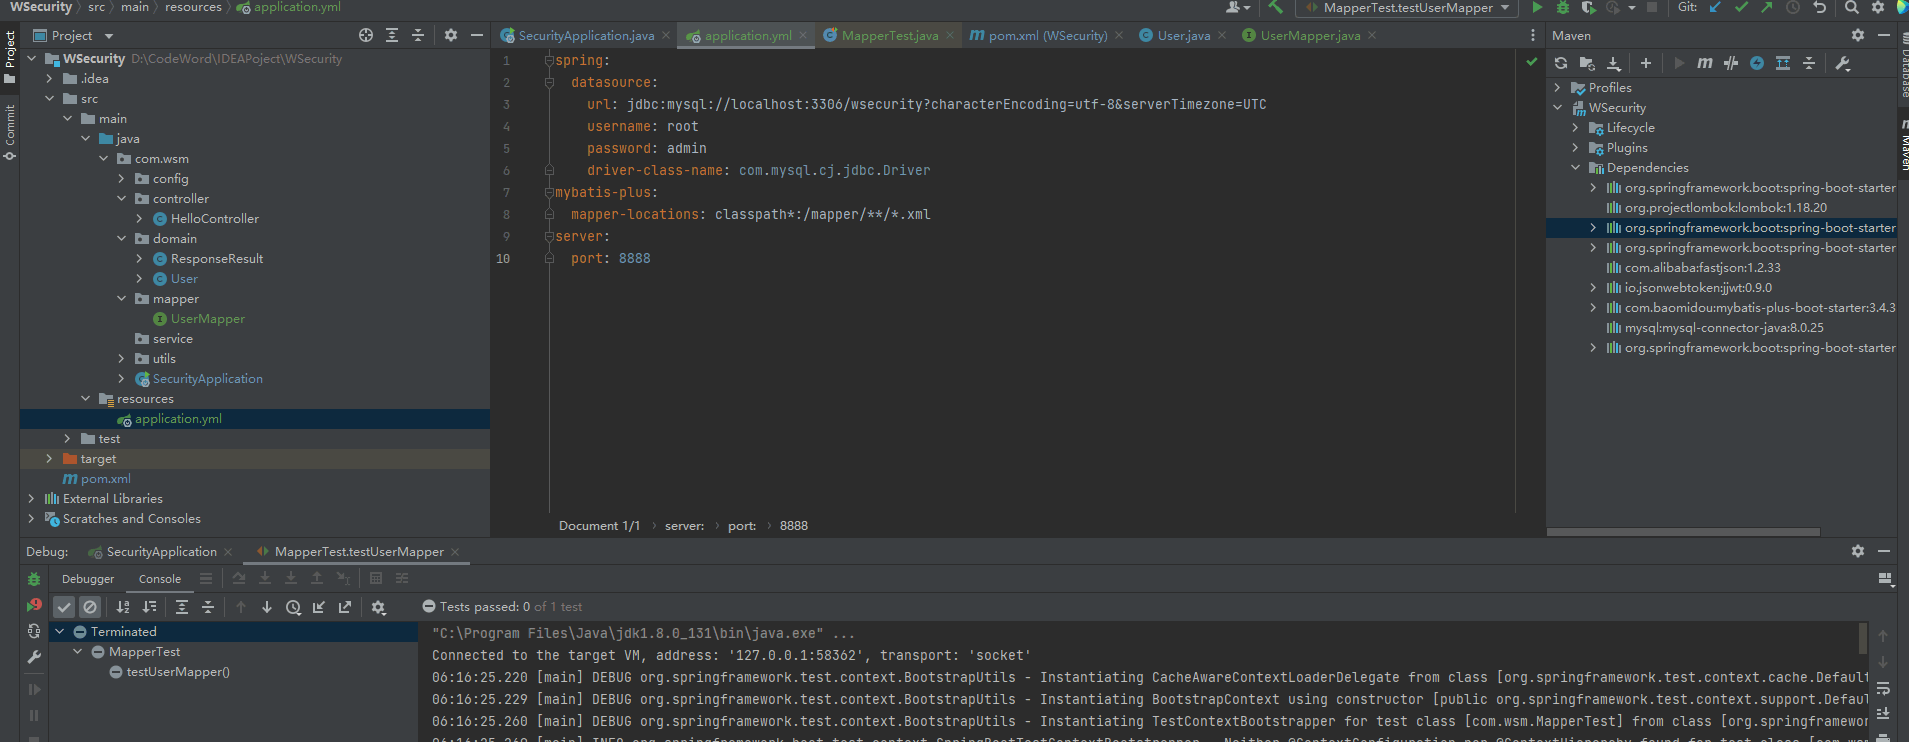 WSecurity › src › main › resources › application.yml
MapperTest.testUserMapper
Git:
Project
Commit
Project
WSecurity D:\CodeWord\IDEAPoject\WSecurity
.idea
src
main
java
com.wsm
config
controller
HelloController
domain
ResponseResult
User
mapper
UserMapper
service
utils
SecurityApplication
resources
application.yml
test
target
pom.xml
External Libraries
Scratches and Consoles
SecurityApplication.java
application.yml
MapperTest.java
pom.xml (WSecurity)
User.java
UserMapper.java
1 spring:
2 datasource:
3 url: jdbc:mysql://localhost:3306/wsecurity?characterEncoding=utf-8&serverTimezone=UTC
4 username: root
5 password: admin
6 driver-class-name: com.mysql.cj.jdbc.Driver
7 mybatis-plus:
8 mapper-locations: classpath*:/mapper/**/*.xml
9 server:
10 port: 8888
Document 1/1 › server: › port: › 8888
Maven
Profiles
WSecurity
Lifecycle
Plugins
Dependencies
org.springframework.boot:spring-boot-starter
org.projectlombok:lombok:1.18.20
org.springframework.boot:spring-boot-starter
org.springframework.boot:spring-boot-starter
com.alibaba:fastjson:1.2.33
io.jsonwebtoken:jjwt:0.9.0
com.baomidou:mybatis-plus-boot-starter:3.4.3
mysql:mysql-connector-java:8.0.25
org.springframework.boot:spring-boot-starter
Database
Maven
Debug:
SecurityApplication
MapperTest.testUserMapper
Debugger
Console
Tests passed: 0 of 1 test
Terminated
MapperTest
testUserMapper()
"C:\Program Files\Java\jdk1.8.0_131\bin\java.exe" ...
Connected to the target VM, address: '127.0.0.1:58362', transport: 'socket'
06:16:25.220 [main] DEBUG org.springframework.test.context.BootstrapUtils - Instantiating CacheAwareContextLoaderDelegate from class [org.springframework.test.context.cache.Default
06:16:25.229 [main] DEBUG org.springframework.test.context.BootstrapUtils - Instantiating BootstrapContext using constructor [public org.springframework.test.context.support.Default
06:16:25.260 [main] DEBUG org.springframework.test.context.BootstrapUtils - Instantiating TestContextBootstrapper for test class [com.wsm.MapperTest] from class [org.springframewor